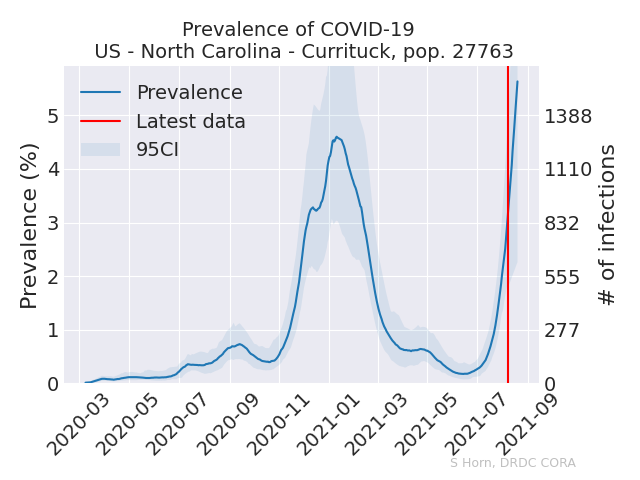 Prevalence of COVID-19
US - North Carolina - Currituck, pop. 27763
Prevalence
Latest data
95CI
Prevalence (%)
5
4
3
2
1
0
1388
1110
832
555
277
0
# of infections
2020-03
2020-05
2020-07
2020-09
2020-11
2021-01
2021-03
2021-05
2021-07
2021-09
S Horn, DRDC CORA